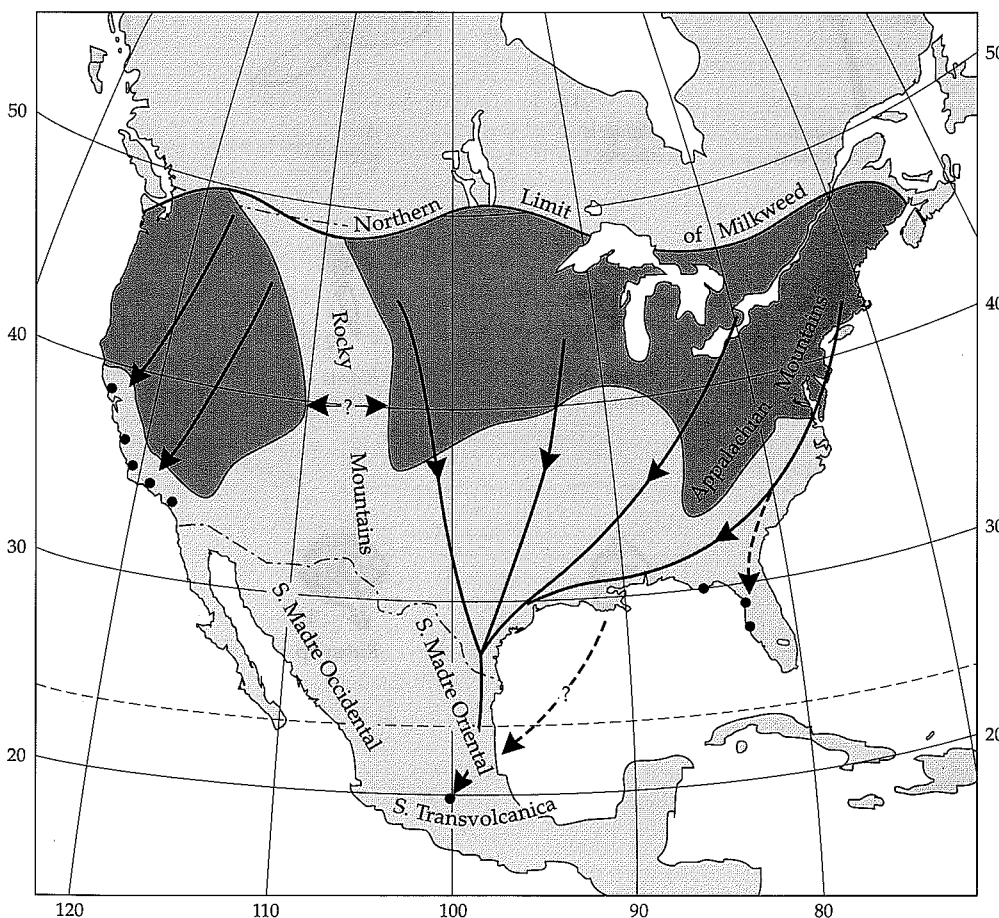 50
50
Northern Limit of Milkweed
40
40
Rocky
Mountains
?
Appalachian Mountains
30
30
S. Madre Occidental
S. Madre Oriental
?
20
20
S. Transvolcanica
120
110
100
90
80